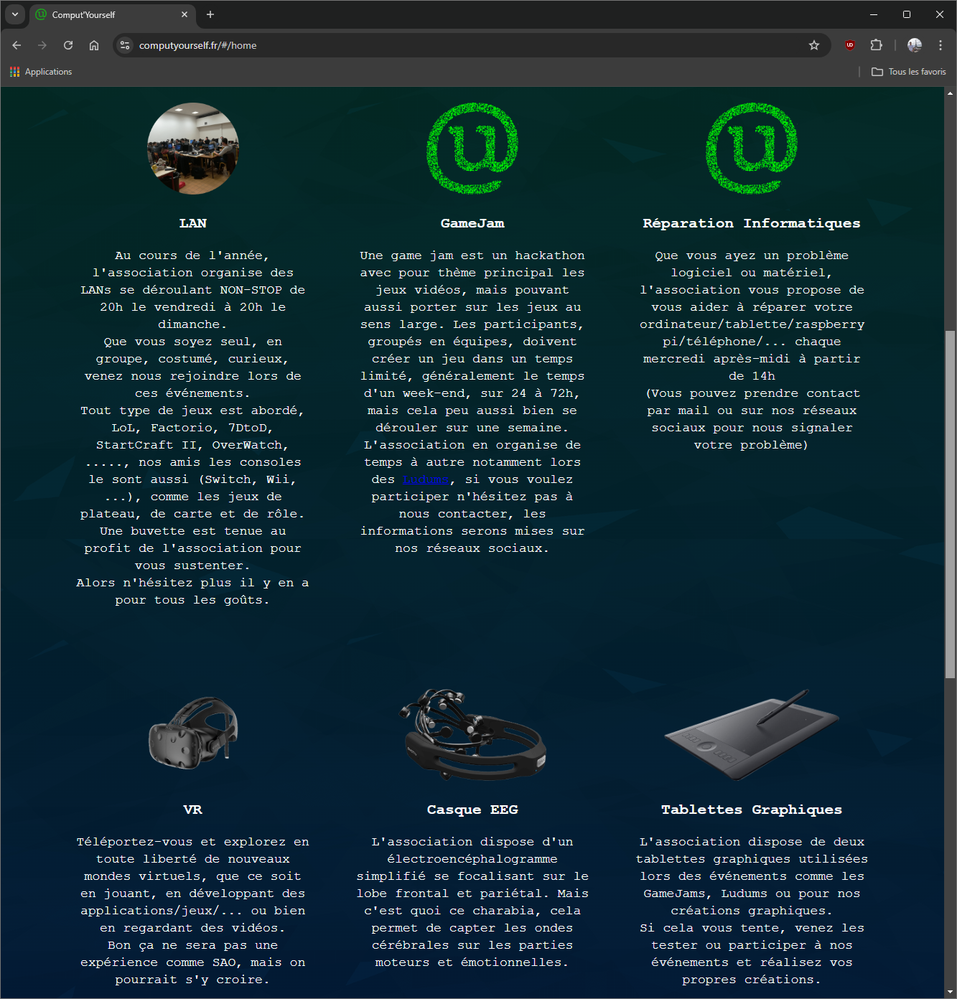 Comput'Yourself
computyourself.fr/#/home
Applications
Tous les favoris
LAN
Au cours de l'année,
l'association organise des
LANs se déroulant NON-STOP de
20h le vendredi à 20h le
dimanche.
Que vous soyez seul, en
groupe, costumé, curieux,
venez nous rejoindre lors de
ces événements.
Tout type de jeux est abordé,
LoL, Factorio, 7DtoD,
StartCraft II, OverWatch,
....., nos amis les consoles
le sont aussi (Switch, Wii,
...), comme les jeux de
plateau, de carte et de rôle.
Une buvette est tenue au
profit de l'association pour
vous sustenter.
Alors n'hésitez plus il y en a
pour tous les goûts.
GameJam
Une game jam est un hackathon
avec pour thème principal les
jeux vidéos, mais pouvant
aussi porter sur les jeux au
sens large. Les participants,
groupés en équipes, doivent
créer un jeu dans un temps
limité, généralement le temps
d'un week-end, sur 24 à 72h,
mais cela peu aussi bien se
dérouler sur une semaine.
L'association en organise de
temps à autre notamment lors
des Ludums, si vous voulez
participer n'hésitez pas à
nous contacter, les
informations serons mises sur
nos réseaux sociaux.
Réparation Informatiques
Que vous ayez un problème
logiciel ou matériel,
l'association vous propose de
vous aider à réparer votre
ordinateur/tablette/raspberry
pi/téléphone/... chaque
mercredi après-midi à partir
de 14h
(Vous pouvez prendre contact
par mail ou sur nos réseaux
sociaux pour nous signaler
votre problème)
VR
Téléportez-vous et explorez en
toute liberté de nouveaux
mondes virtuels, que ce soit
en jouant, en développant des
applications/jeux/... ou bien
en regardant des vidéos.
Bon ça ne sera pas une
expérience comme SAO, mais on
pourrait s'y croire.
Casque EEG
L'association dispose d'un
électroencéphalogramme
simplifié se focalisant sur le
lobe frontal et pariétal. Mais
c'est quoi ce charabia, cela
permet de capter les ondes
cérébrales sur les parties
moteurs et émotionnelles.
Tablettes Graphiques
L'association dispose de deux
tablettes graphiques utilisées
lors des événements comme les
GameJams, Ludums ou pour nos
créations graphiques.
Si cela vous tente, venez les
tester ou participer à nos
événements et réalisez vos
propres créations.